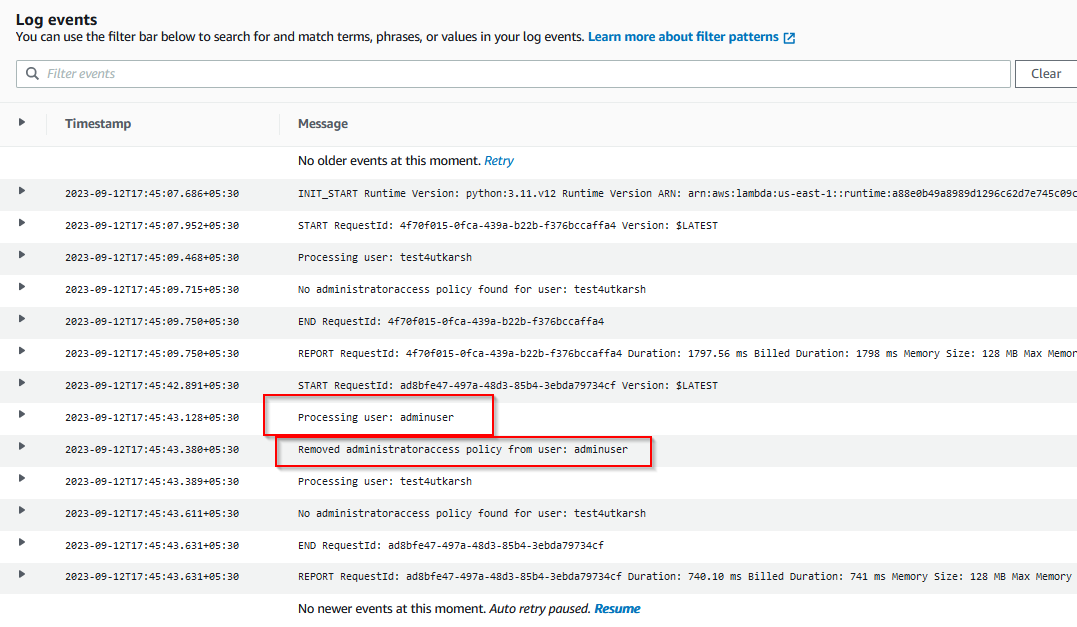 Log events
You can use the filter bar below to search for and match terms, phrases, or values in your log events. Learn more about filter patterns
Filter events
Clear
Timestamp Message
No older events at this moment. Retry
2023-09-12T17:45:07.686+05:30 INIT_START Runtime Version: python:3.11.v12 Runtime Version ARN: arn:aws:lambda:us-east-1::runtime:a88e0b49a8989d1296c62d7e745c09c
2023-09-12T17:45:07.952+05:30 START RequestId: 4f70f015-0fca-439a-b22b-f376bccaffa4 Version: $LATEST
2023-09-12T17:45:09.468+05:30 Processing user: test4utkarsh
2023-09-12T17:45:09.715+05:30 No administratoraccess policy found for user: test4utkarsh
2023-09-12T17:45:09.750+05:30 END RequestId: 4f70f015-0fca-439a-b22b-f376bccaffa4
2023-09-12T17:45:09.750+05:30 REPORT RequestId: 4f70f015-0fca-439a-b22b-f376bccaffa4 Duration: 1797.56 ms Billed Duration: 1798 ms Memory Size: 128 MB Max Memor
2023-09-12T17:45:42.891+05:30 START RequestId: ad8bfe47-497a-48d3-85b4-3ebda79734cf Version: $LATEST
2023-09-12T17:45:43.128+05:30 Processing user: adminuser
2023-09-12T17:45:43.380+05:30 Removed administratoraccess policy from user: adminuser
2023-09-12T17:45:43.389+05:30 Processing user: test4utkarsh
2023-09-12T17:45:43.611+05:30 No administratoraccess policy found for user: test4utkarsh
2023-09-12T17:45:43.631+05:30 END RequestId: ad8bfe47-497a-48d3-85b4-3ebda79734cf
2023-09-12T17:45:43.631+05:30 REPORT RequestId: ad8bfe47-497a-48d3-85b4-3ebda79734cf Duration: 740.10 ms Billed Duration: 741 ms Memory Size: 128 MB Max Memory
No newer events at this moment. Auto retry paused. Resume